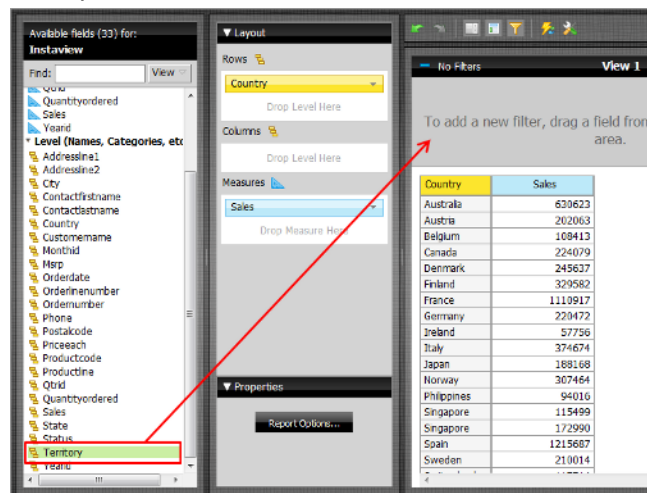 Available fields (33) for:
Instaview
Find:
View
Qtrid
Quantityordered
Sales
Yearid
Level (Names, Categories, etc
Addressline1
Addressline2
City
Contactfirstname
Contactlastname
Country
Customername
Monthid
Msrp
Orderdate
Orderlinenumber
Ordernumber
Phone
Postalcode
Priceeach
Productcode
Productline
Qtrid
Quantityordered
Sales
State
Status
Territory
Yearid
Layout
Rows
Country
Drop Level Here
Columns
Drop Level Here
Measures
Sales
Drop Measure Here
Properties
Report Options...
No Filters
View 1
To add a new filter, drag a field from
area.
Country Sales
Australia 630623
Austria 202063
Belgium 108413
Canada 224079
Denmark 245637
Finland 329582
France 1110917
Germany 220472
Ireland 57756
Italy 374674
Japan 188168
Norway 307464
Philippines 94016
Singapore 115499
Singapore 172990
Spain 1215687
Sweden 210014